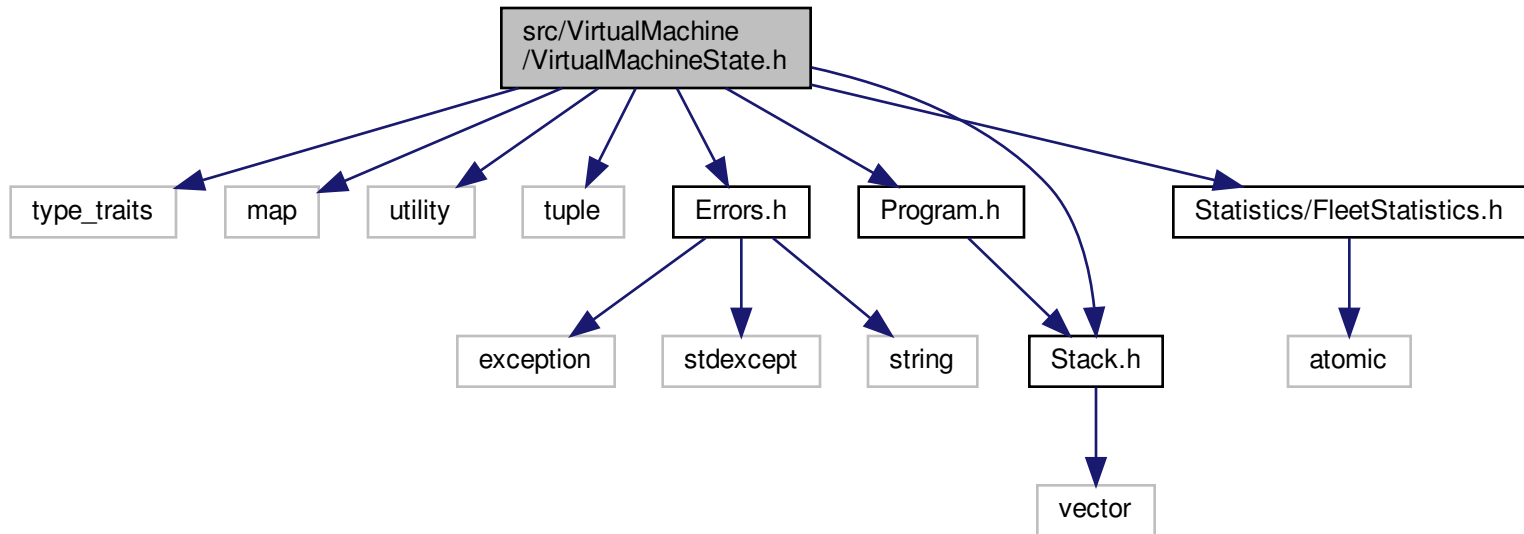 src/VirtualMachine
/VirtualMachineState.h
type_traits
map
utility
tuple
Errors.h
Program.h
Statistics/FleetStatistics.h
exception
stdexcept
string
Stack.h
atomic
vector